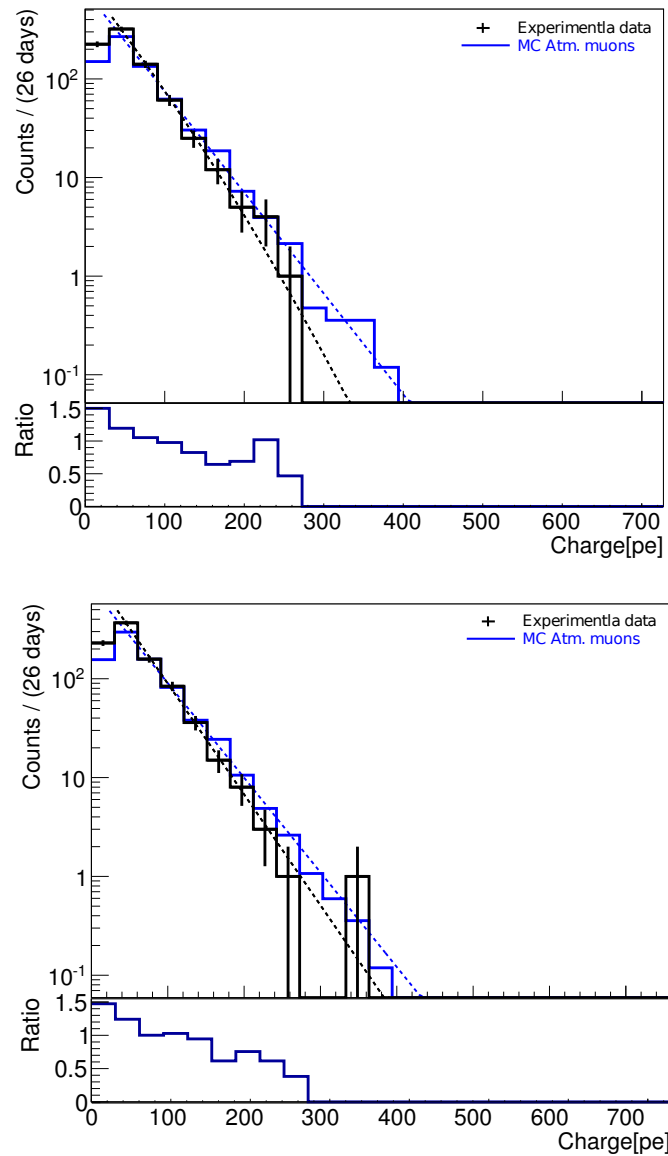 Counts / (26 days)
10²
10
1
10⁻¹
Experimentla data
MC Atm. muons
Ratio
1.5
1
0.5
0
0 100 200 300 400 500 600 700
Charge[pe]
Counts / (26 days)
10²
10
1
10⁻¹
Experimentla data
MC Atm. muons
Ratio
1.5
1
0.5
0
0 100 200 300 400 500 600 700
Charge[pe]